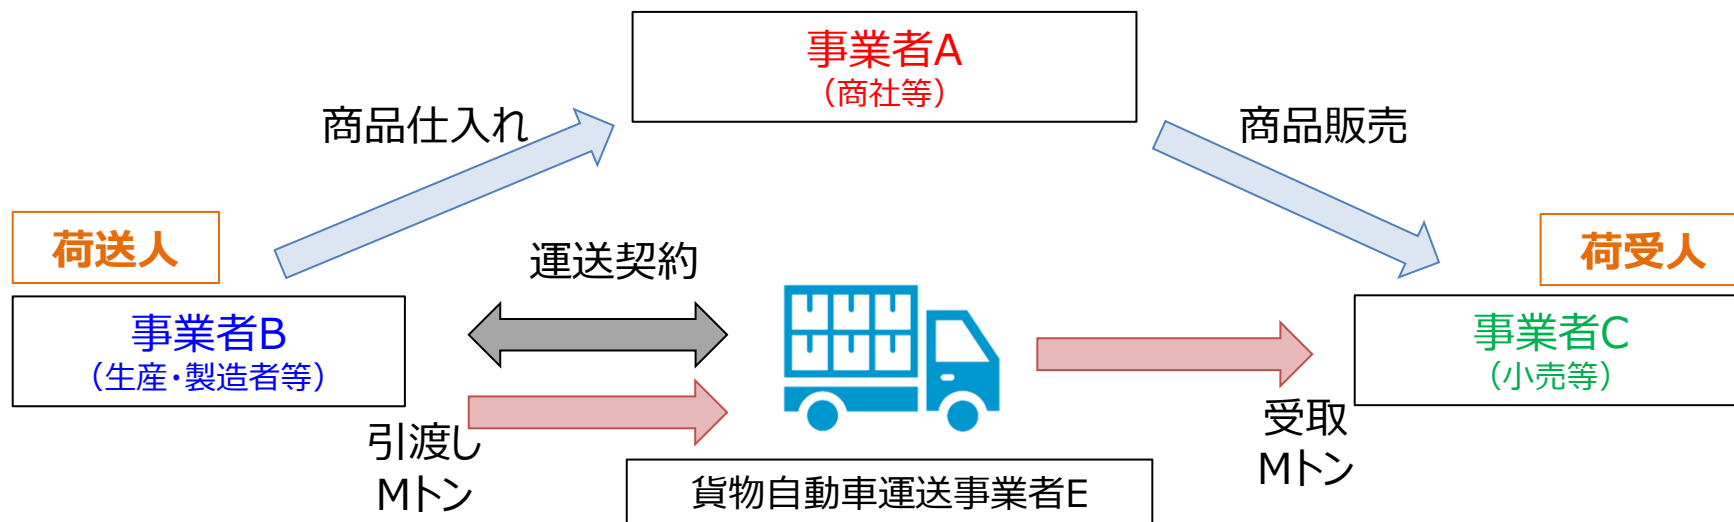 事業者A
（商社等）
商品仕入れ
商品販売
荷送人
荷受人
運送契約
事業者B
（生産・製造者等）
事業者C
（小売等）
引渡し
Mトン
受取
Mトン
貨物自動車運送事業者E